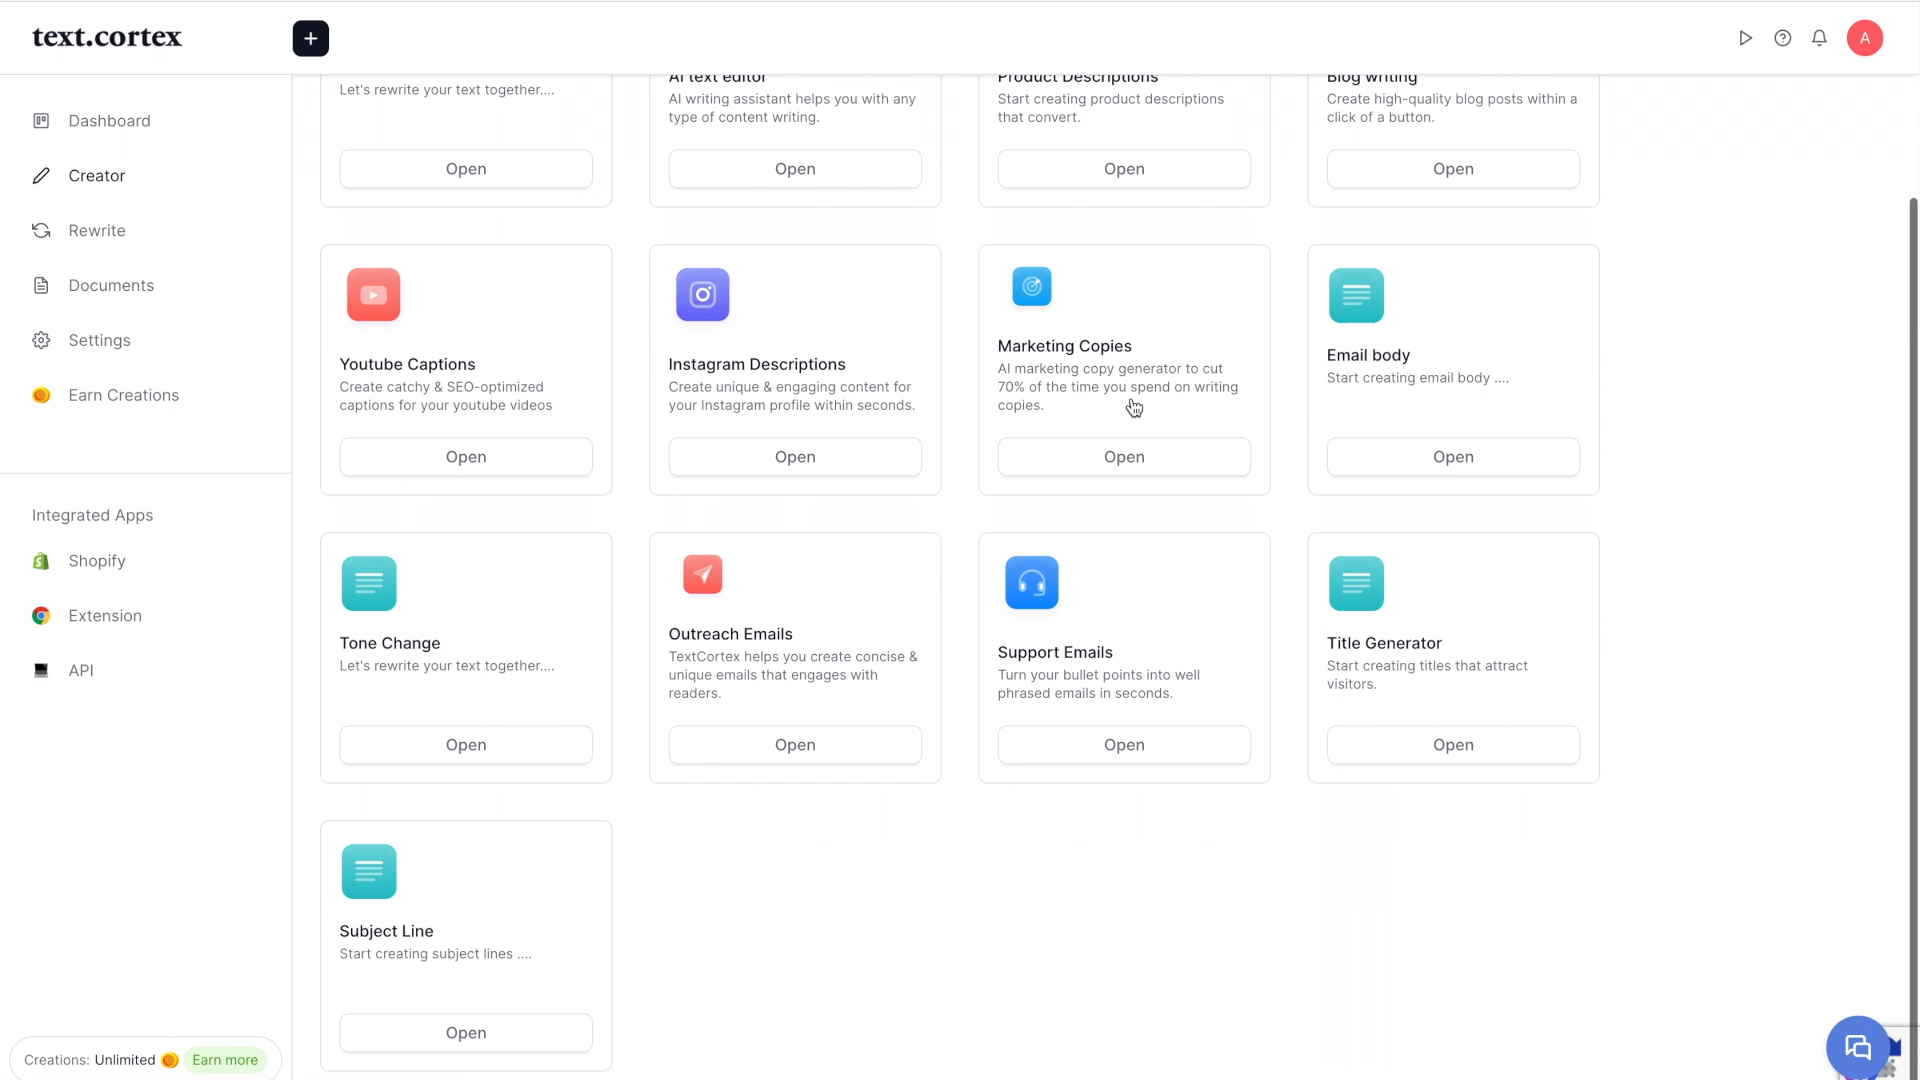 text.cortex
+
A
Dashboard
Creator
Rewrite
Documents
Settings
Earn Creations
Integrated Apps
Shopify
Extension
API
Creations: Unlimited Earn more
Let's rewrite your text together....
Open
AI text editor
AI writing assistant helps you with any
type of content writing.
Open
Product Descriptions
Start creating product descriptions
that convert.
Open
Blog writing
Create high-quality blog posts within a
click of a button.
Open
Youtube Captions
Create catchy & SEO-optimized
captions for your youtube videos
Open
Instagram Descriptions
Create unique & engaging content for
your Instagram profile within seconds.
Open
Marketing Copies
AI marketing copy generator to cut
70% of the time you spend on writing
copies.
Open
Email body
Start creating email body ....
Open
Tone Change
Let's rewrite your text together....
Open
Outreach Emails
TextCortex helps you create concise &
unique emails that engages with
readers.
Open
Support Emails
Turn your bullet points into well
phrased emails in seconds.
Open
Title Generator
Start creating titles that attract
visitors.
Open
Subject Line
Start creating subject lines ....
Open